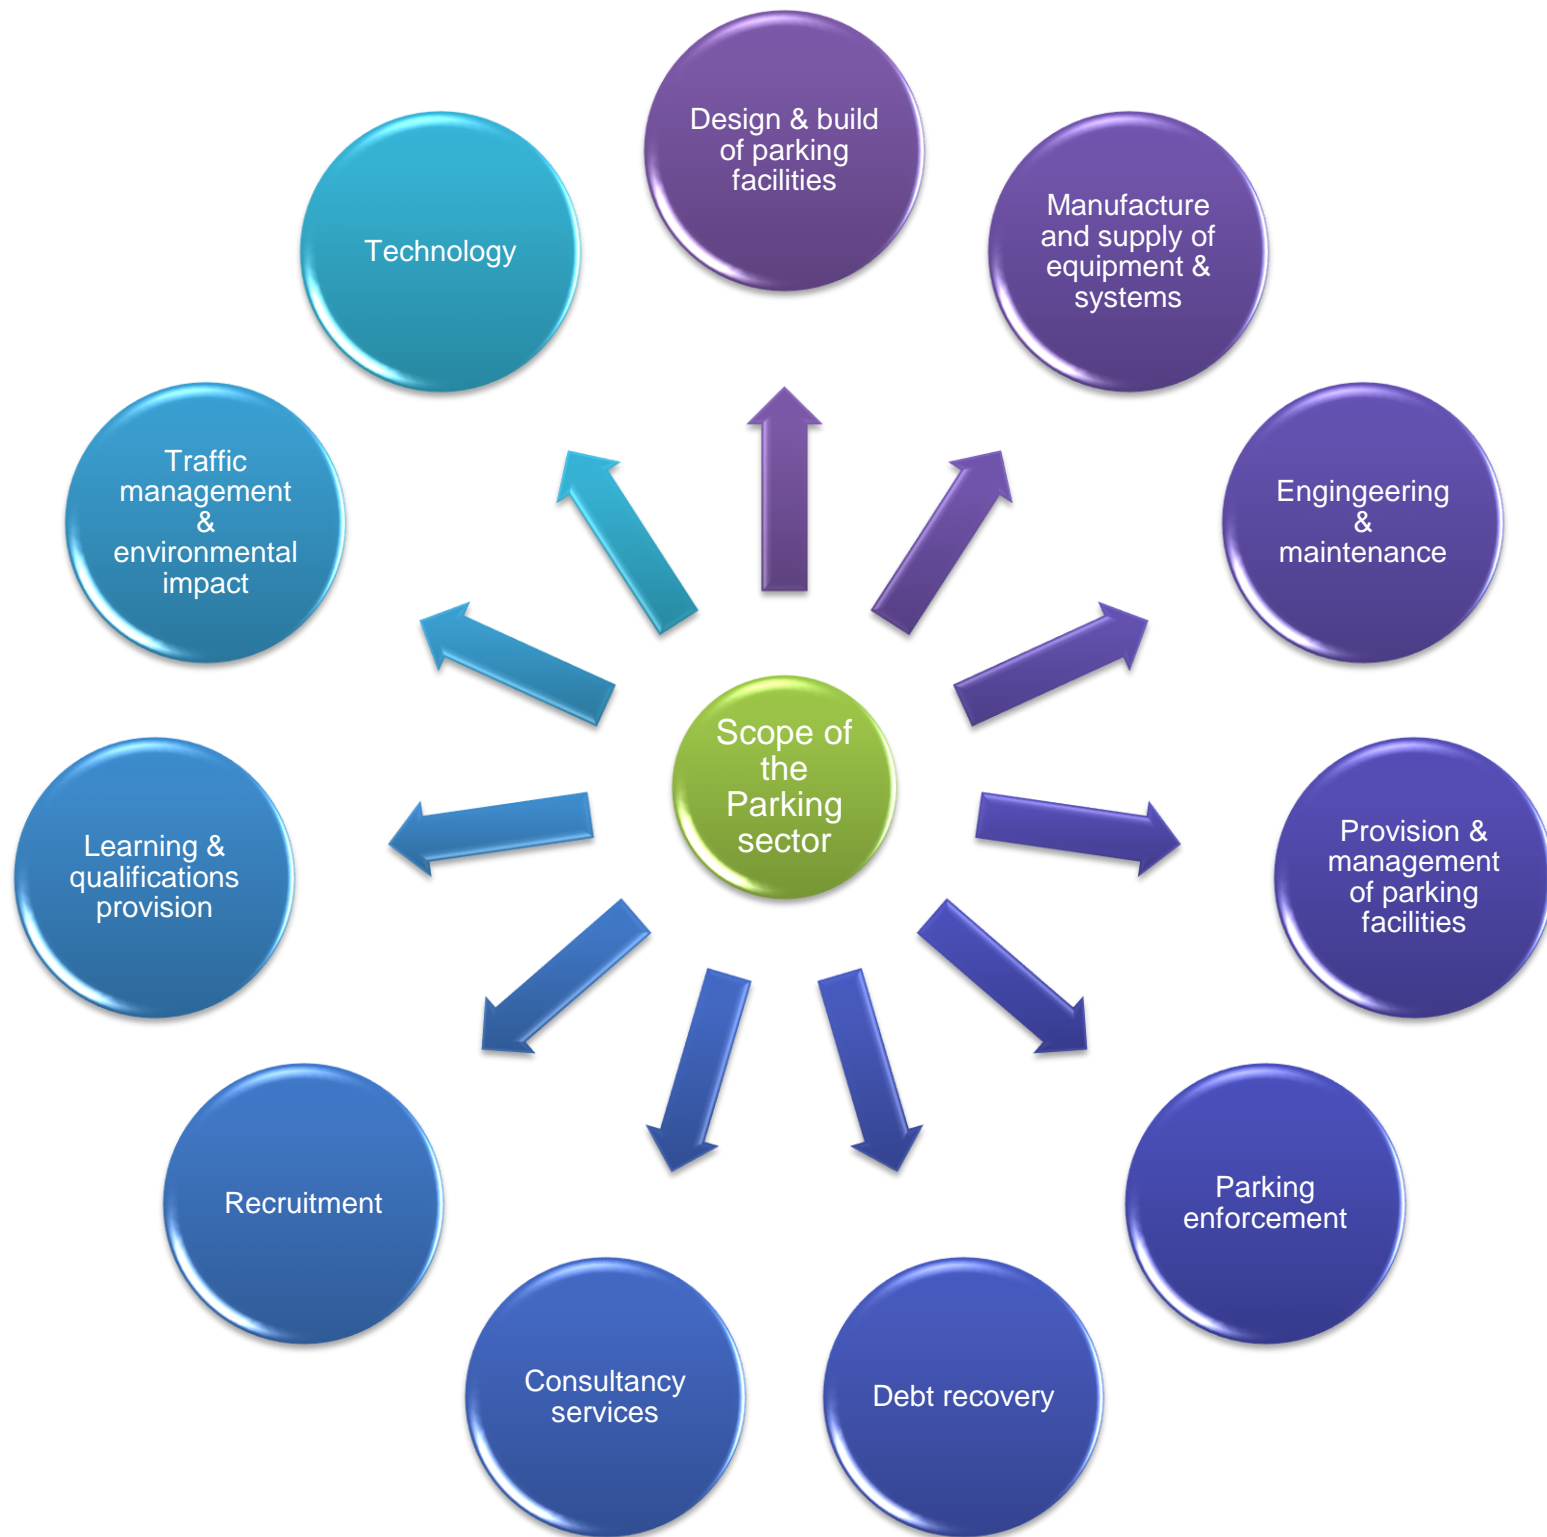 Design & build
of parking
facilities
Manufacture
and supply of
equipment &
systems
Engingeering
&
maintenance
Provision &
management
of parking
facilities
Parking
enforcement
Debt recovery
Consultancy
services
Recruitment
Learning &
qualifications
provision
Traffic
management
&
environmental
impact
Technology
Scope of
the
Parking
sector